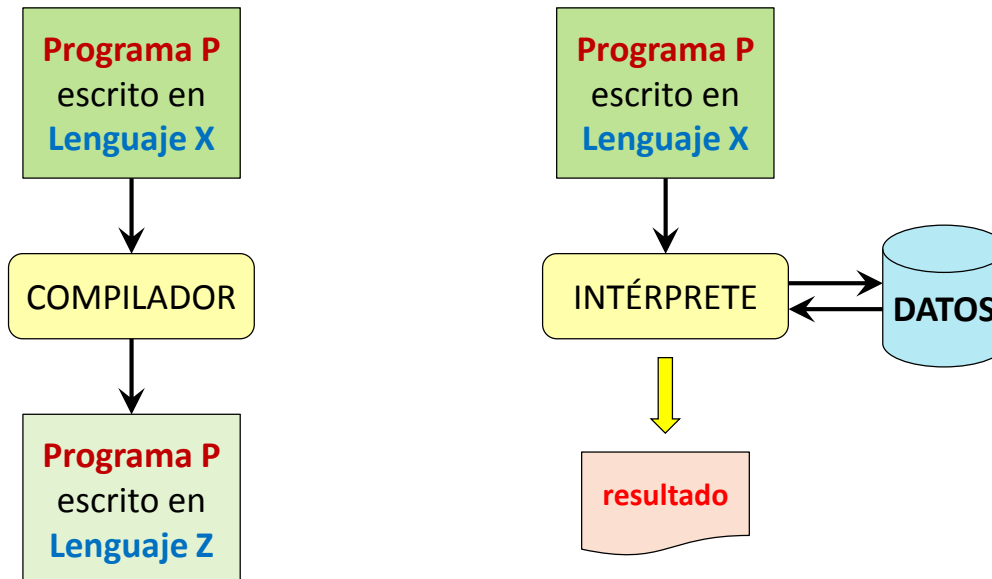 Programa P
escrito en
Lenguaje X
COMPILADOR
Programa P
escrito en
Lenguaje Z
Programa P
escrito en
Lenguaje X
INTÉRPRETE
DATOS
resultado